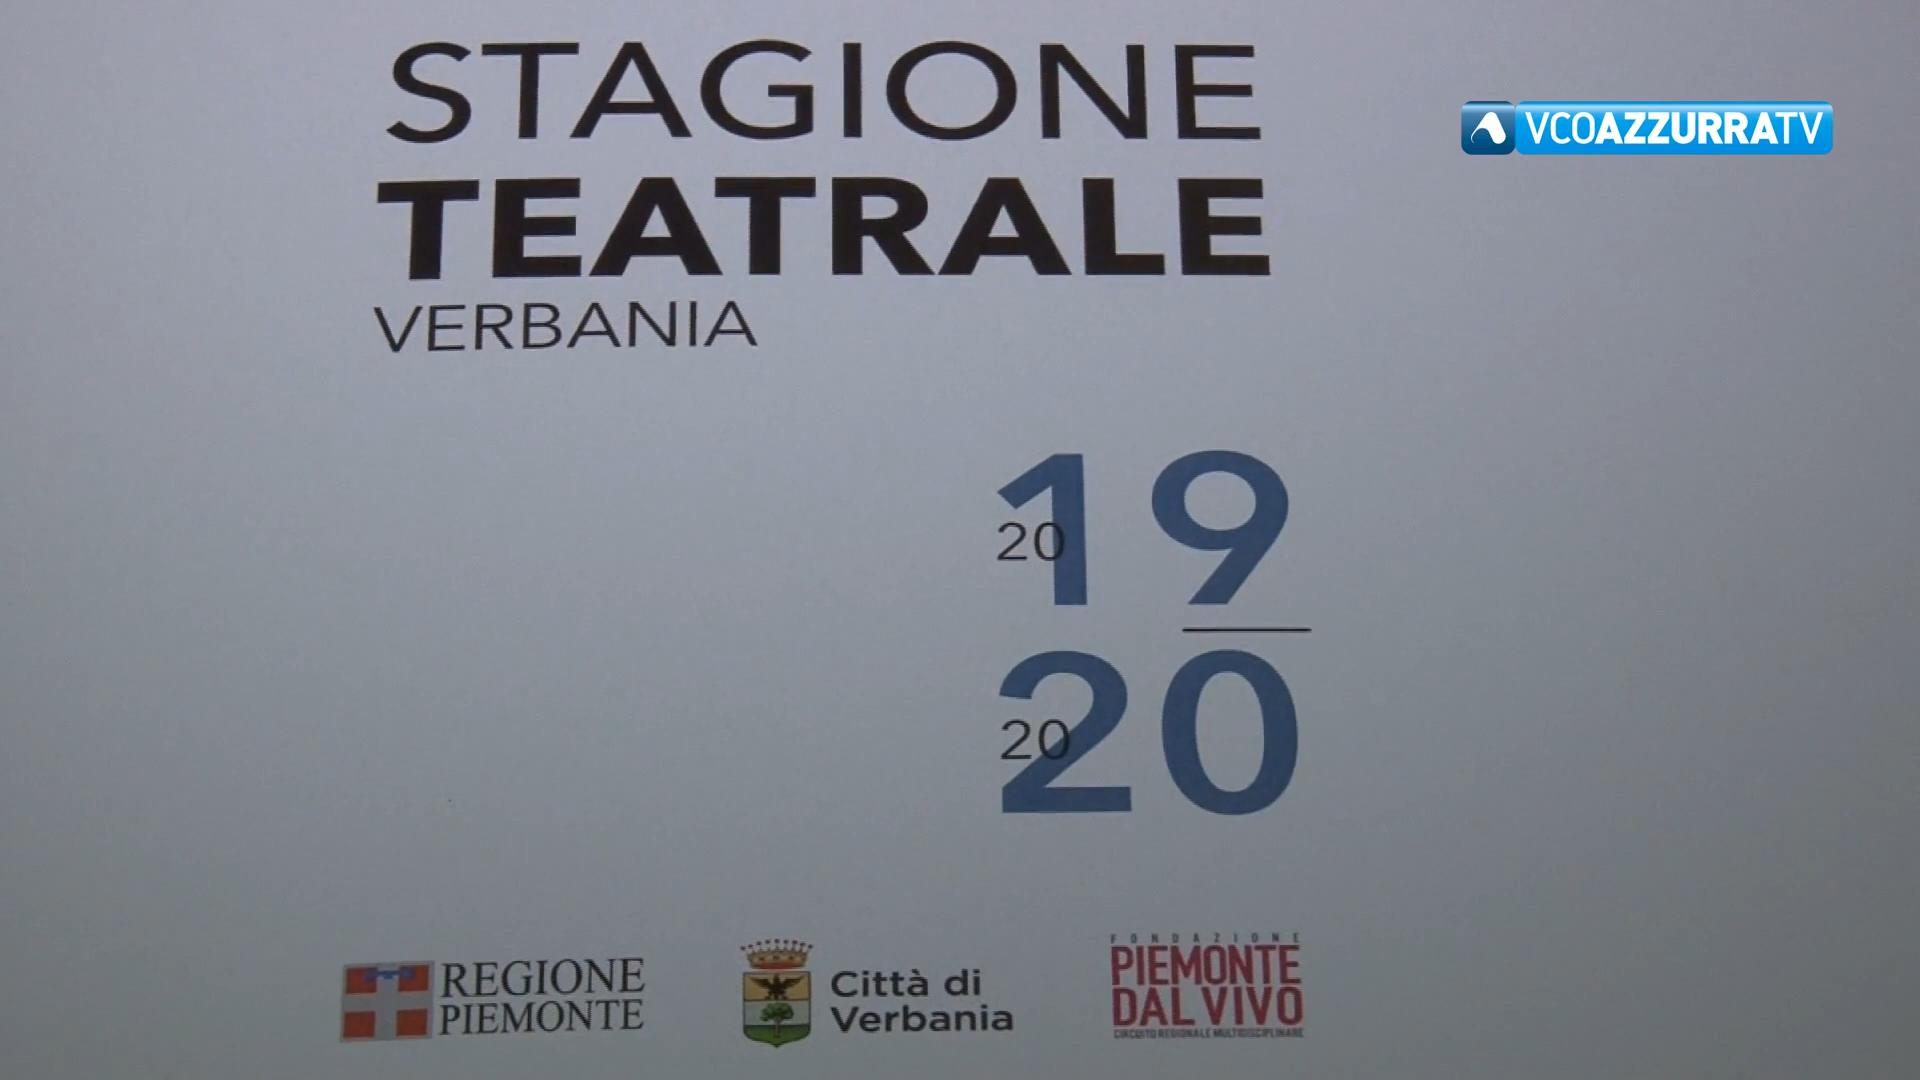 STAGIONE
VCOAZZURRATV
TEATRALE
VERBANIA
2019
2020
REGIONE
PIEMONTE
Città di
Verbania
FONDAZIONE
PIEMONTE
DAL VIVO
CIRCUITO REGIONALE MULTIDISCIPLINARE